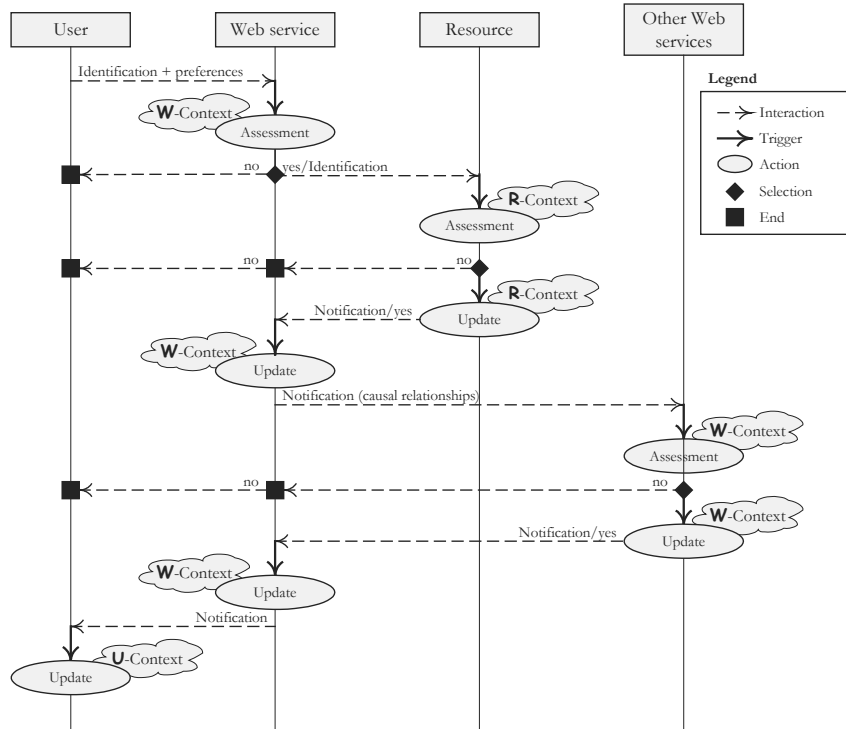 User
Web service
Resource
Other Web
services
Identification + preferences
Legend
W-Context
Interaction
Assessment
Trigger
Action
no
yes/Identification
Selection
R-Context
End
Assessment
no
no
R-Context
Notification/yes
Update
W-Context
Update
Notification (causal relationships)
W-Context
Assessment
no
no
W-Context
Notification/yes
Update
W-Context
Update
Notification
U-Context
Update